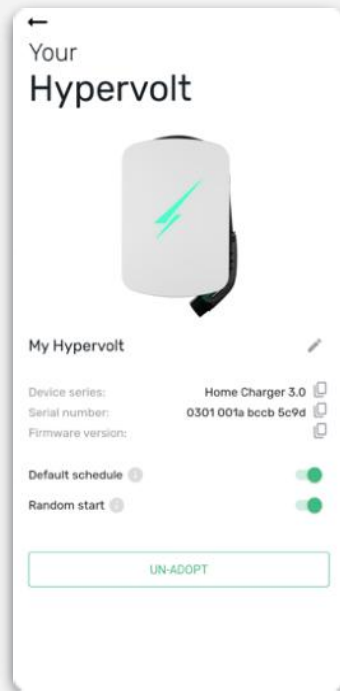 Your
Hypervolt
My Hypervolt
Device series: Home Charger 3.0
Serial number: 0301 001a bccb 5c9d
Firmware version:
Default schedule
Random start
UN-ADOPT